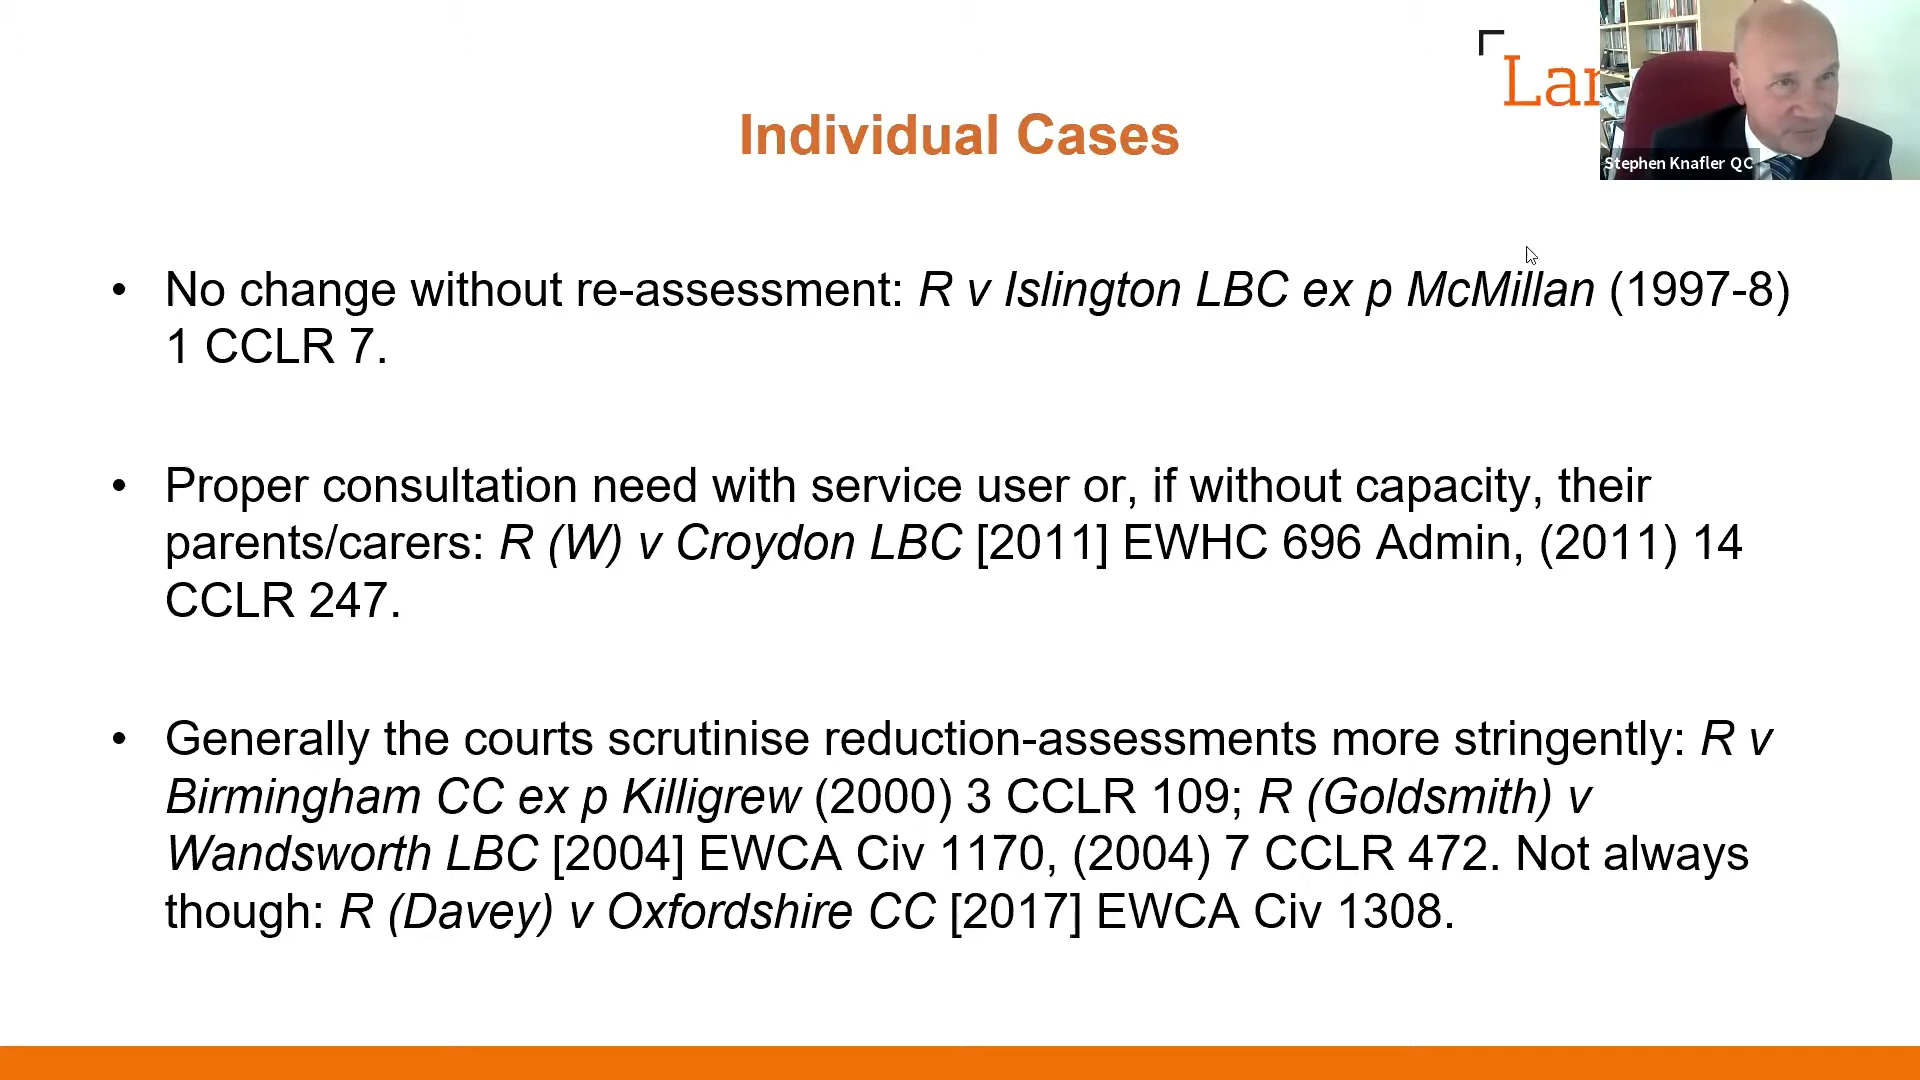 Lan
Stephen Knafler QC
Individual Cases
• No change without re-assessment: R v Islington LBC ex p McMillan (1997-8)
1 CCLR 7.
• Proper consultation need with service user or, if without capacity, their
parents/carers: R (W) v Croydon LBC [2011] EWHC 696 Admin, (2011) 14
CCLR 247.
• Generally the courts scrutinise reduction-assessments more stringently: R v
Birmingham CC ex p Killigrew (2000) 3 CCLR 109; R (Goldsmith) v
Wandsworth LBC [2004] EWCA Civ 1170, (2004) 7 CCLR 472. Not always
though: R (Davey) v Oxfordshire CC [2017] EWCA Civ 1308.